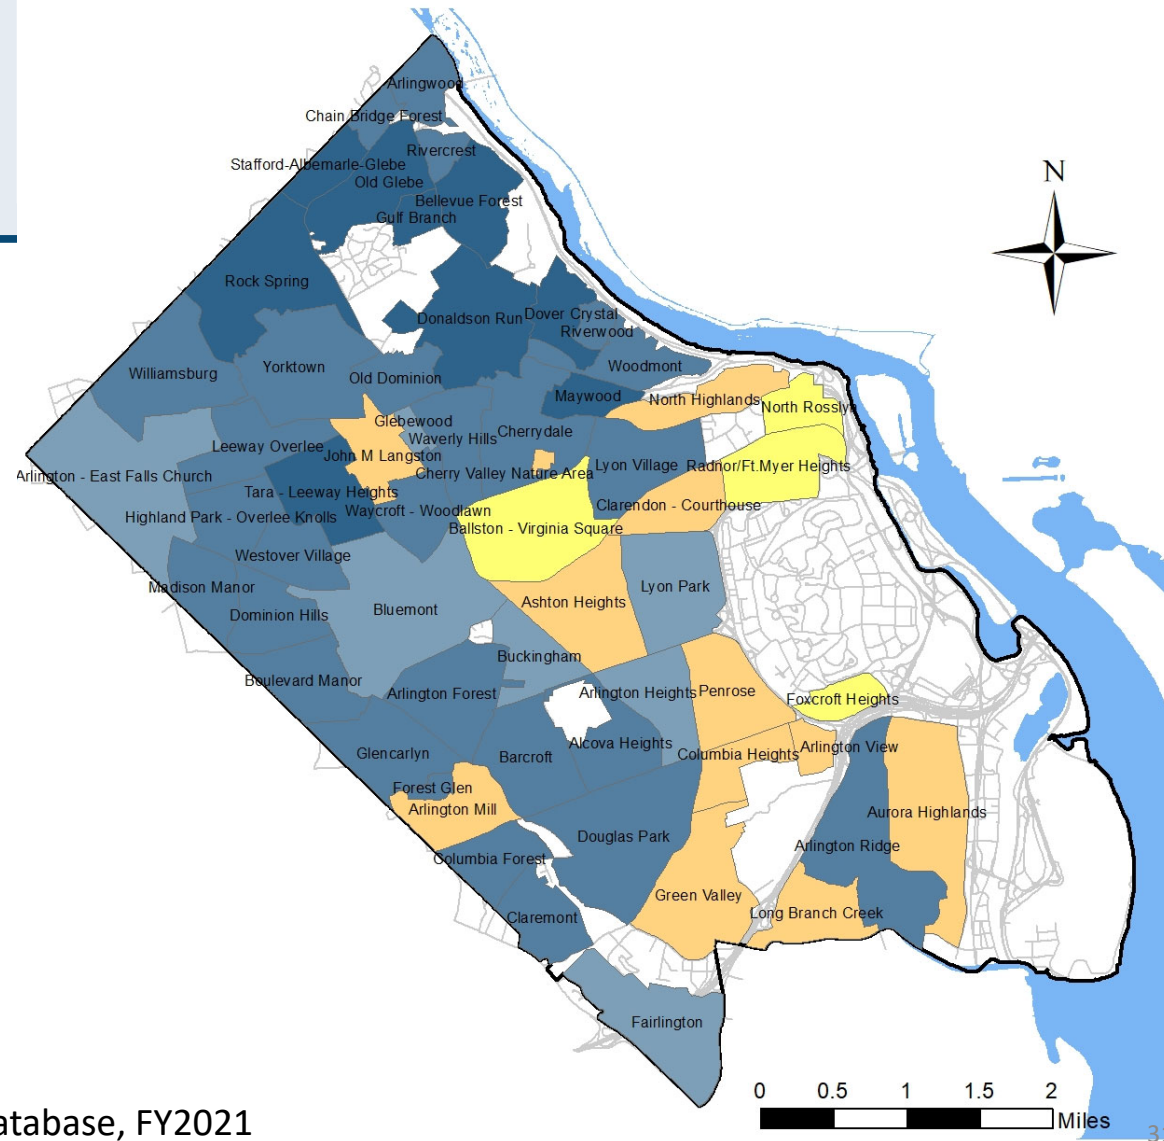 Arlingwood
Chain Bridge Forest
Rivercrest
Stafford-Albemarle-Glebe
Old Glebe
Bellevue Forest
Gulf Branch
N
Rock Spring
Donaldson Run
Dover Crystal
Riverwood
Woodmont
Yorktown
Williamsburg
Old Dominion
Maywood
North Highlands
North Rosslyn
Glebewood
Waverly Hills
Cherrydale
Leeway Overlee
John M Langston
Lyon Village
Radnor/Ft.Myer Heights
Arlington - East Falls Church
Cherry Valley Nature Area
Tara - Leeway Heights
Clarendon - Courthouse
Waycroft - Woodlawn
Highland Park - Overlee Knolls
Ballston - Virginia Square
Westover Village
Madison Manor
Lyon Park
Ashton Heights
Bluemont
Dominion Hills
Buckingham
Boulevard Manor
Arlington Forest
Arlington Heights
Penrose
Foxcroft Heights
Alcova Heights
Arlington View
Glencarlyn
Barcroft
Columbia Heights
Forest Glen
Arlington Mill
Aurora Highlands
Douglas Park
Arlington Ridge
Columbia Forest
Green Valley
Long Branch Creek
Claremont
Fairlington
0 0.5 1 1.5 2
Miles
atabase, FY2021